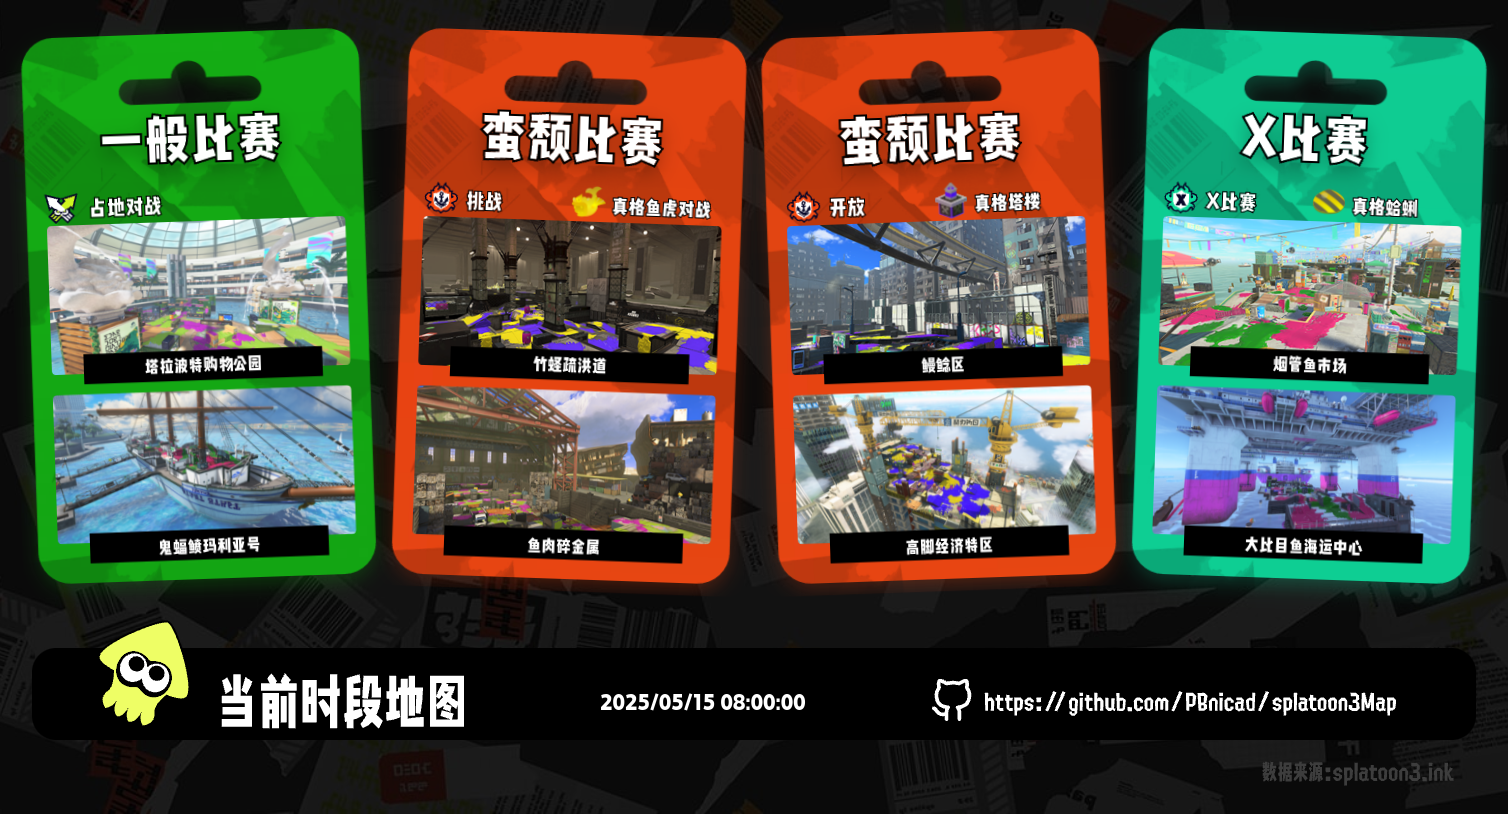 一般比赛
占地对战
塔拉波特购物公园
鬼蝠鲼玛利亚号
蛮颓比赛
挑战
真格鱼虎对战
竹蛏疏洪道
鱼肉碎金属
蛮颓比赛
开放
真格塔楼
鳗鲶区
高脚经济特区
X比赛
X比赛
真格蛤蜊
烟管鱼市场
大比目鱼海运中心
当前时段地图
2025/05/15 08:00:00
https://github.com/PBnicad/splatoon3Map
数据来源:splatoon3.ink